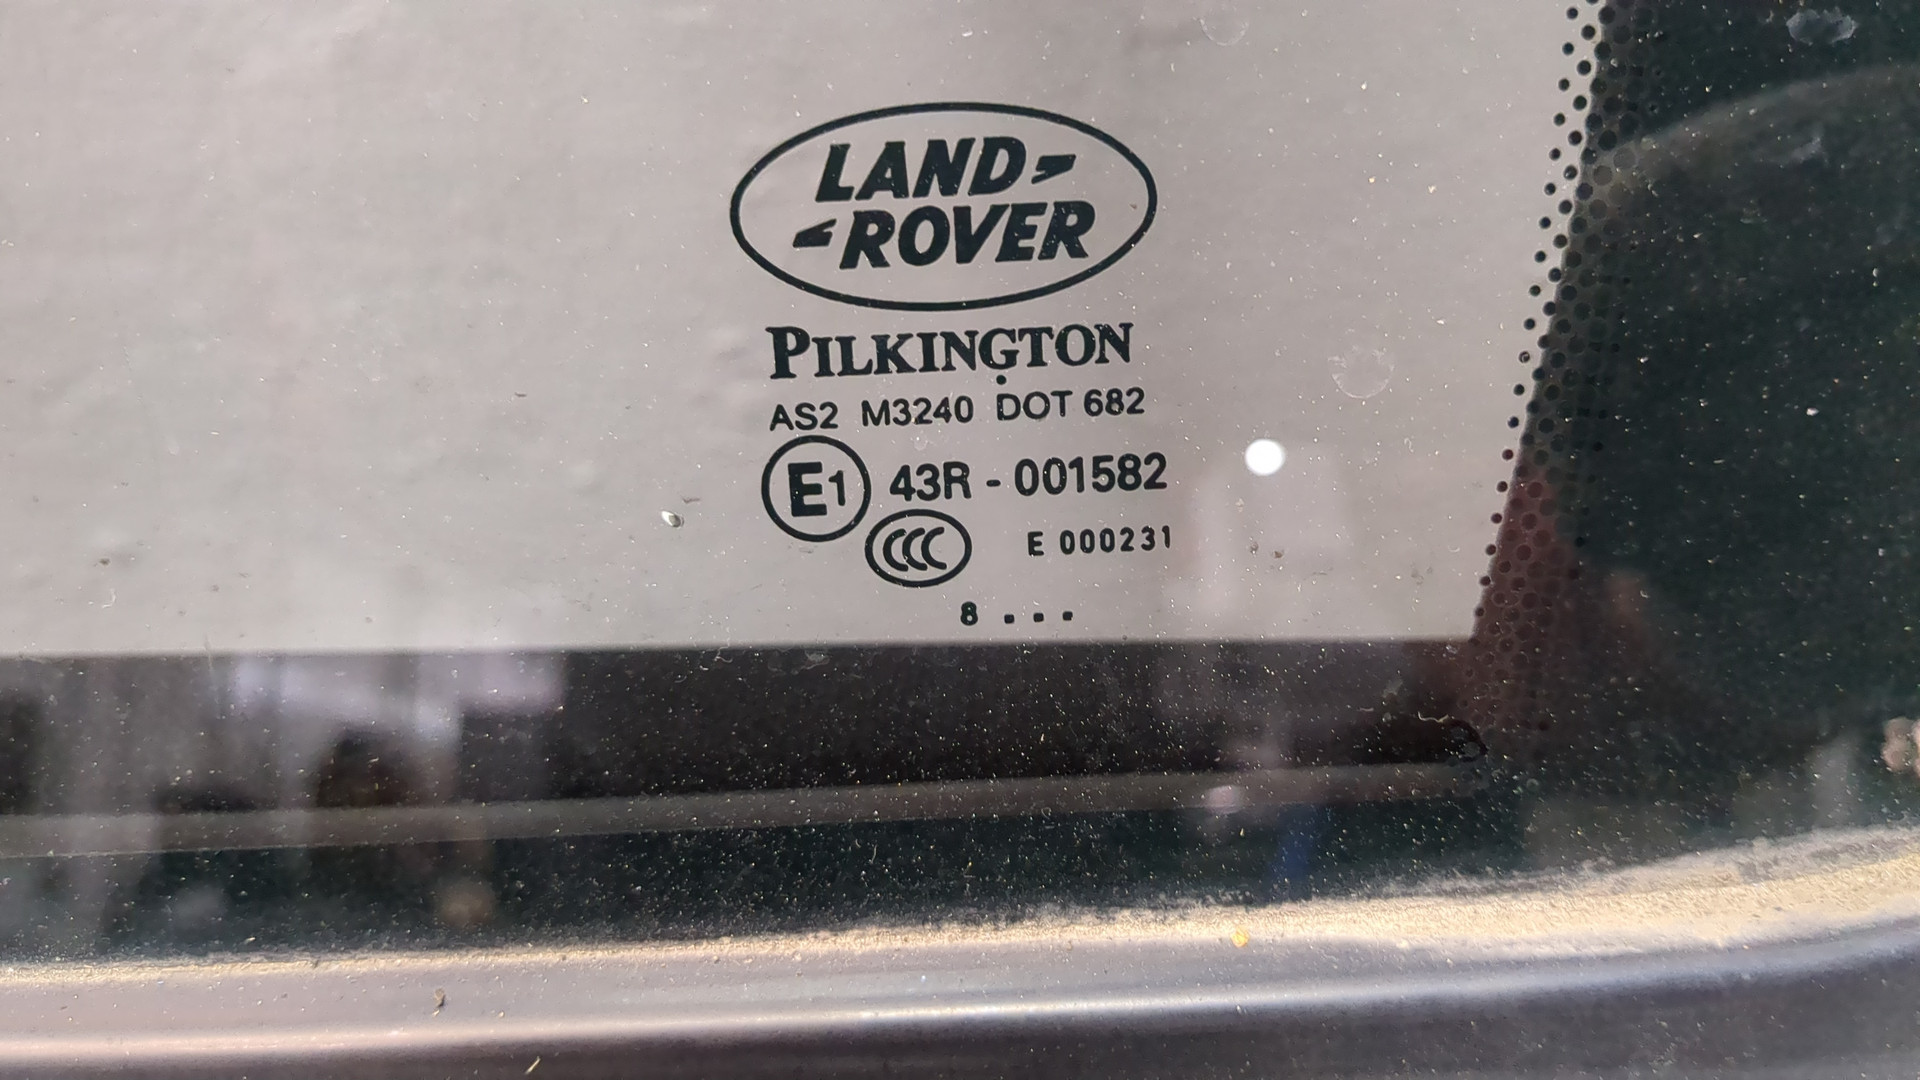 LAND
ROVER
PILKINGTON
AS2 M3240 DOT 682
E1 43R - 001582
CCC E 000231
8 . . .